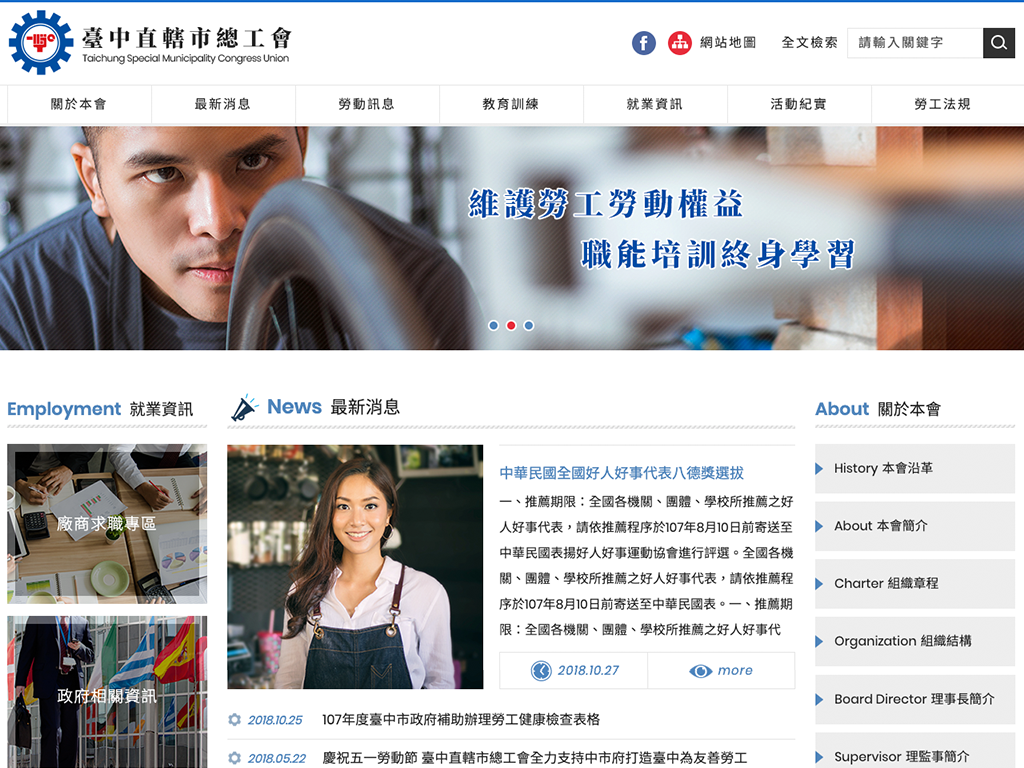 臺中直轄市總工會
Taichung Special Municipality Congress Union
網站地圖
全文檢索
請輸入關鍵字
關於本會
最新消息
勞動訊息
教育訓練
就業資訊
活動紀實
勞工法規
維護勞工勞動權益
職能培訓終身學習
Employment 就業資訊
廠商求職專區
政府相關資訊
News 最新消息
中華民國全國好人好事代表八德獎選拔
一、推薦期限：全國各機關、團體、學校所推薦之好
人好事代表，請依推薦程序於107年8月10日前寄送至
中華民國表揚好人好事運動協會進行評選。全國各機
關、團體、學校所推薦之好人好事代表，請依推薦程
序於107年8月10日前寄送至中華民國表。一、推薦期
限：全國各機關、團體、學校所推薦之好人好事代
2018.10.27
more
2018.10.25 107年度臺中市政府補助辦理勞工健康檢查表格
2018.05.22 慶祝五一勞動節 臺中直轄市總工會全力支持中市府打造臺中為友善勞工
About 關於本會
History 本會沿革
About 本會簡介
Charter 組織章程
Organization 組織結構
Board Director 理事長簡介
Supervisor 理監事簡介